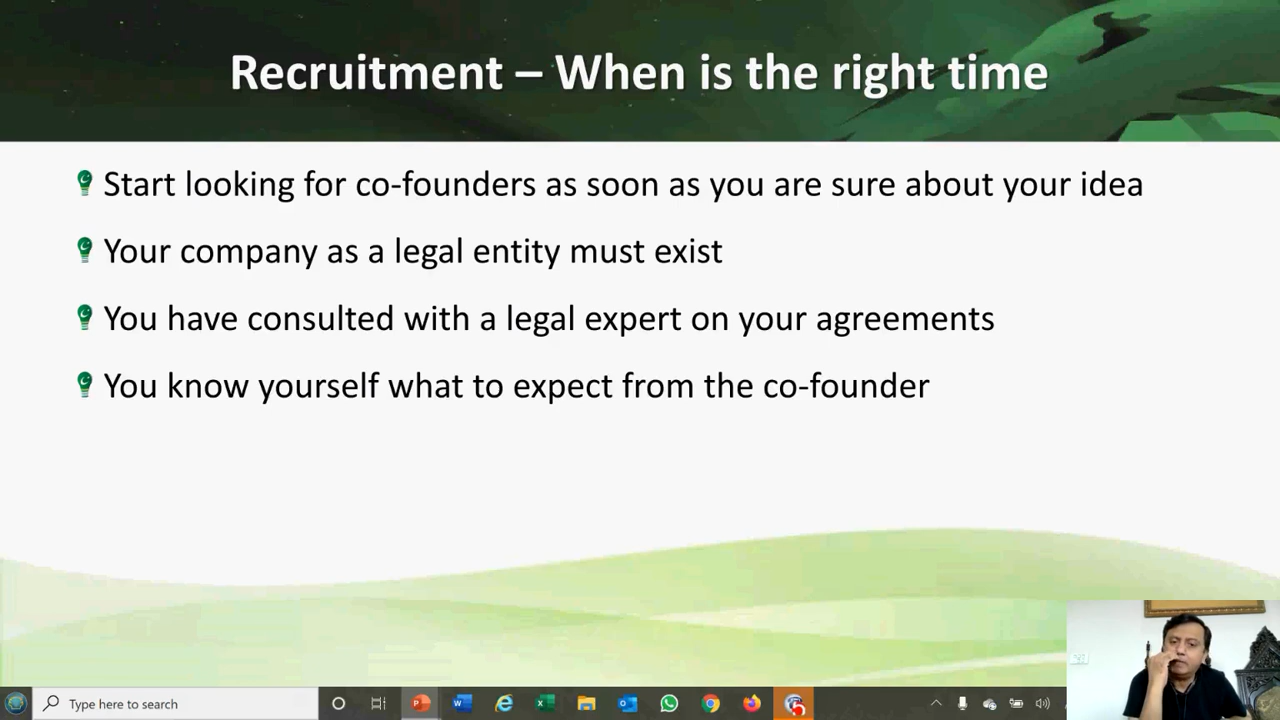 Recruitment – When is the right time
Start looking for co-founders as soon as you are sure about your idea
Your company as a legal entity must exist
You have consulted with a legal expert on your agreements
You know yourself what to expect from the co-founder
Type here to search